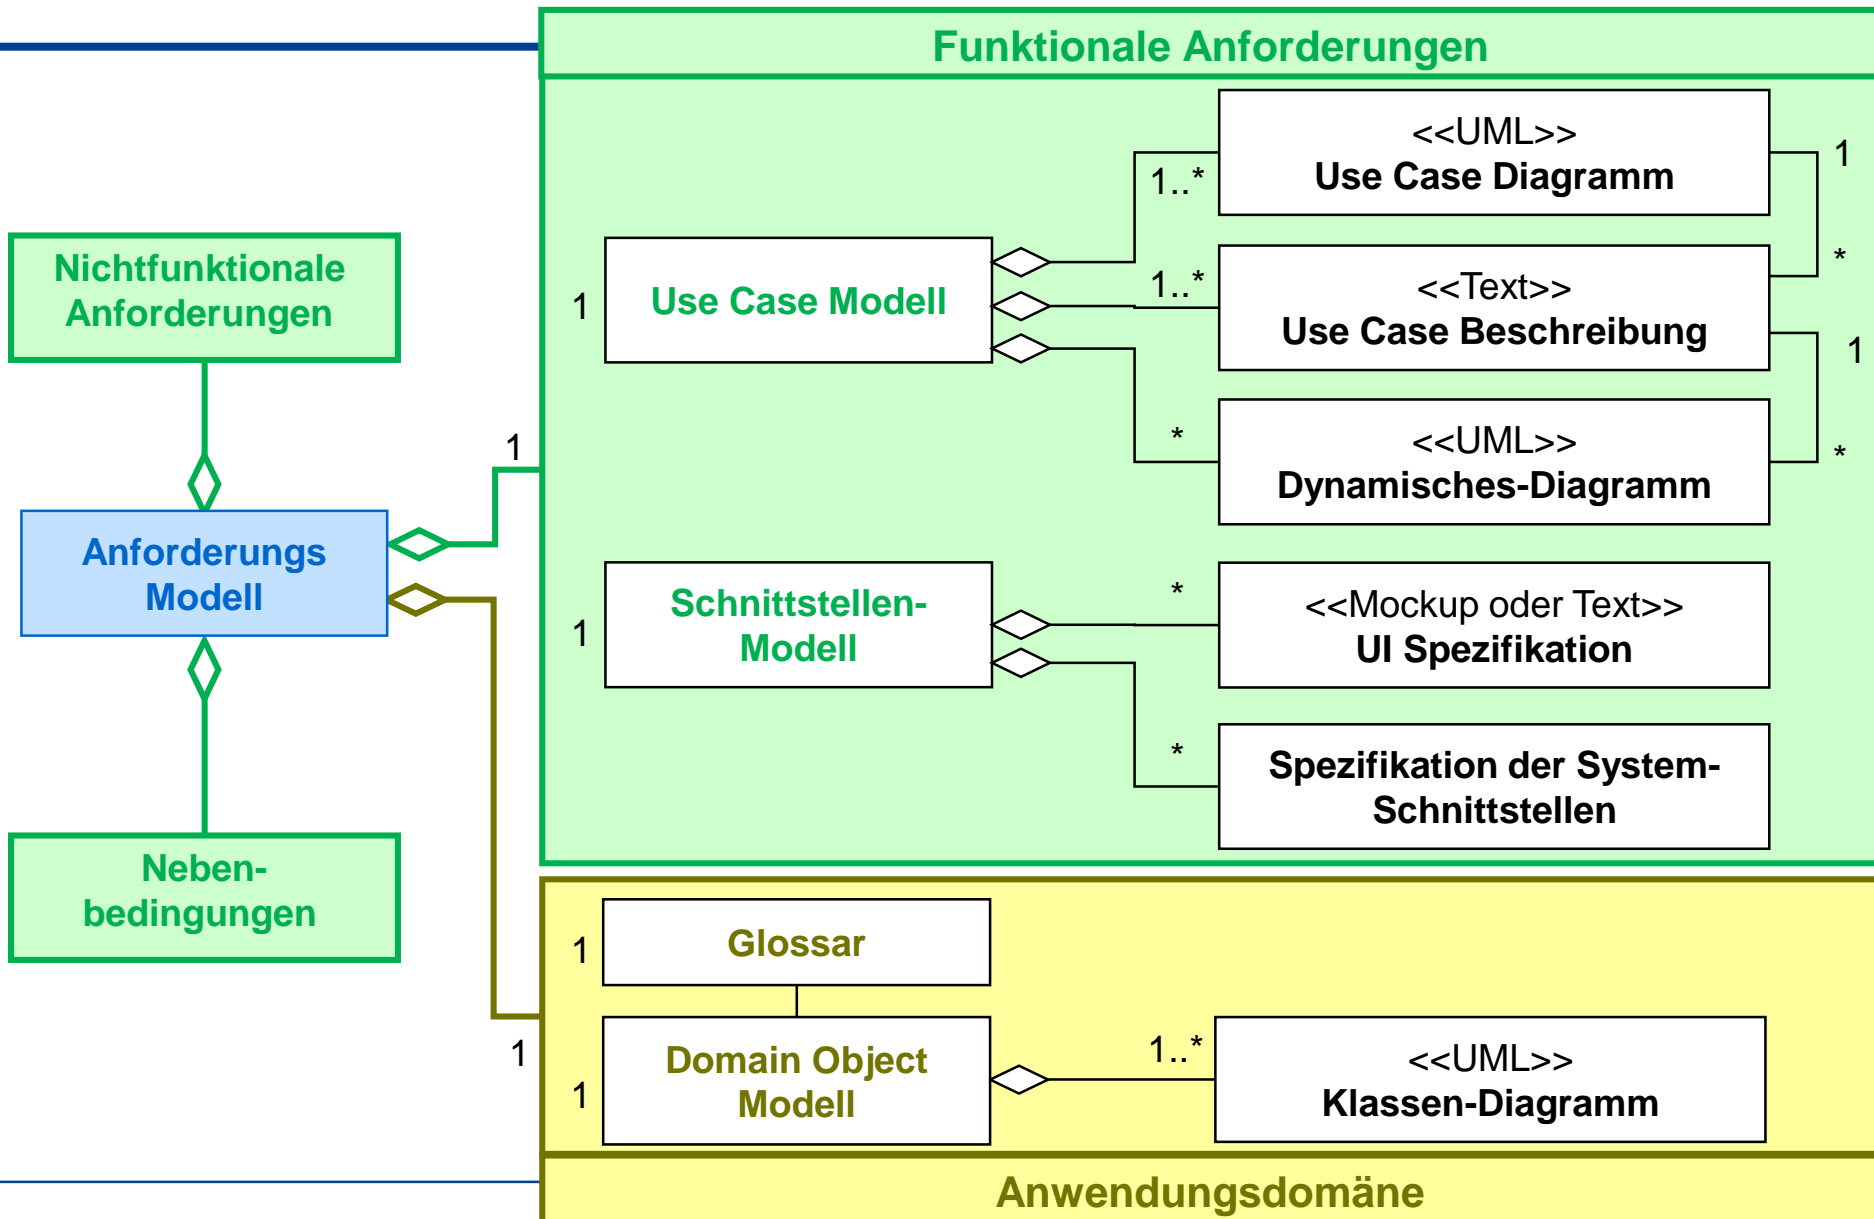 Funktionale Anforderungen
<<UML>>
Use Case Diagramm
1
1..*
Nichtfunktionale
Anforderungen
Use Case Modell
1
1..*
<<Text>>
Use Case Beschreibung
*
1
1
*
<<UML>>
Dynamisches-Diagramm
*
Anforderungs
Modell
Schnittstellen-
Modell
1
*
<<Mockup oder Text>>
UI Spezifikation
*
Spezifikation der System-
Schnittstellen
Neben-
bedingungen
1
Glossar
1
Domain Object
Modell
1
1..*
<<UML>>
Klassen-Diagramm
Anwendungsdomäne